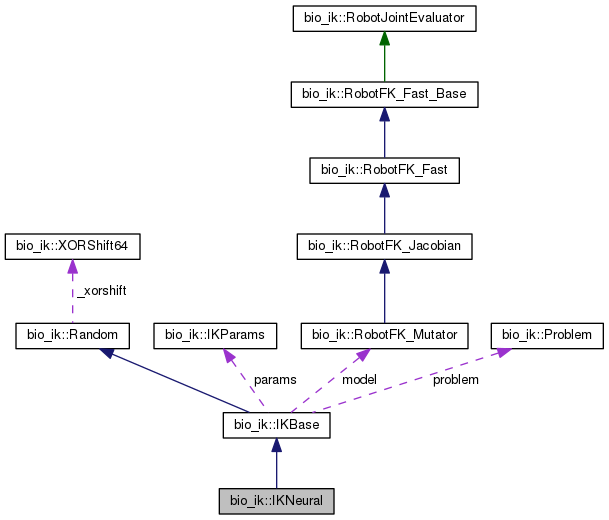 bio_ik::RobotJointEvaluator
bio_ik::RobotFK_Fast_Base
bio_ik::RobotFK_Fast
bio_ik::XORShift64
bio_ik::RobotFK_Jacobian
_xorshift
bio_ik::Random
bio_ik::IKParams
bio_ik::RobotFK_Mutator
bio_ik::Problem
params
model
problem
bio_ik::IKBase
bio_ik::IKNeural